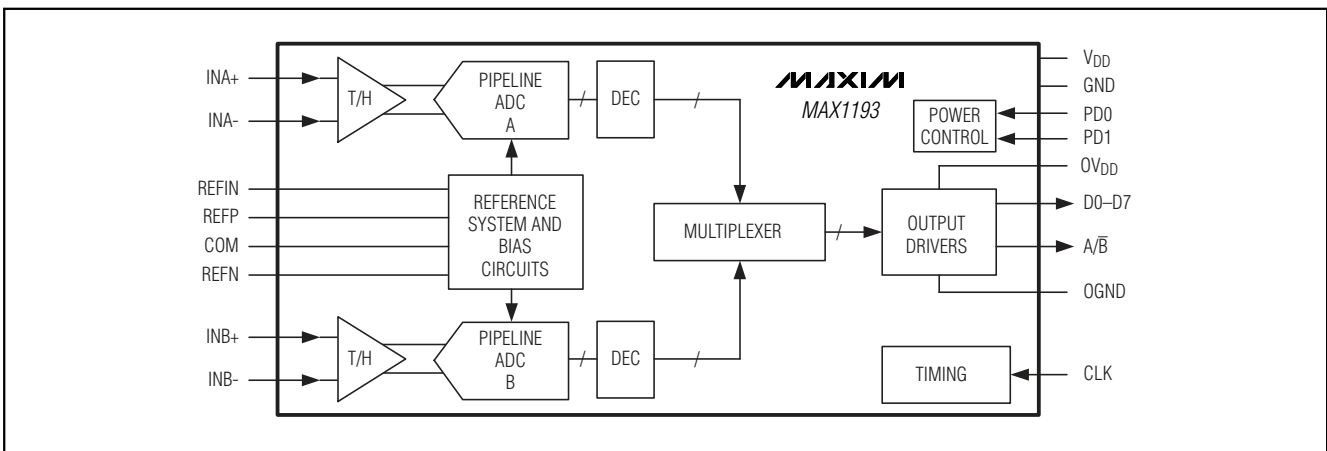 INA+
INA-
T/H
PIPELINE
ADC
A
DEC
MAXIM
MAX1193
POWER
CONTROL
VDD
GND
PD0
PD1
OVDD
REFIN
REFP
COM
REFN
REFERENCE
SYSTEM AND
BIAS
CIRCUITS
MULTIPLEXER
OUTPUT
DRIVERS
D0–D7
A/B̅
OGND
INB+
INB-
T/H
PIPELINE
ADC
B
DEC
TIMING
CLK